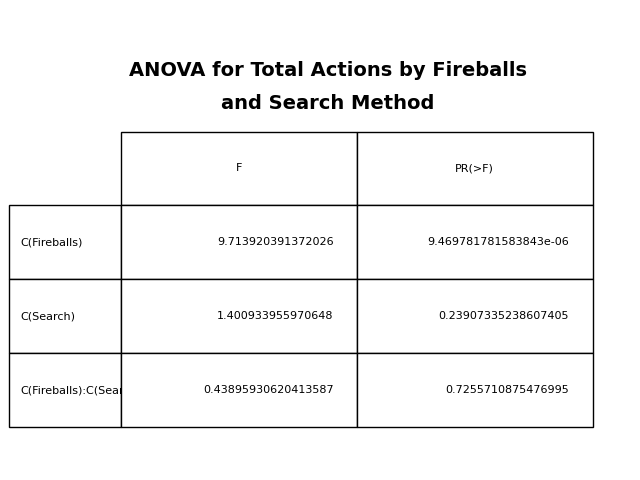 ANOVA for Total Actions by Fireballs
and Search Method
F PR(>F)
C(Fireballs) 9.713920391372026 9.469781781583843e-06
C(Search) 1.400933955970648 0.23907335238607405
C(Fireballs):C(Sear 0.43895930620413587 0.7255710875476995